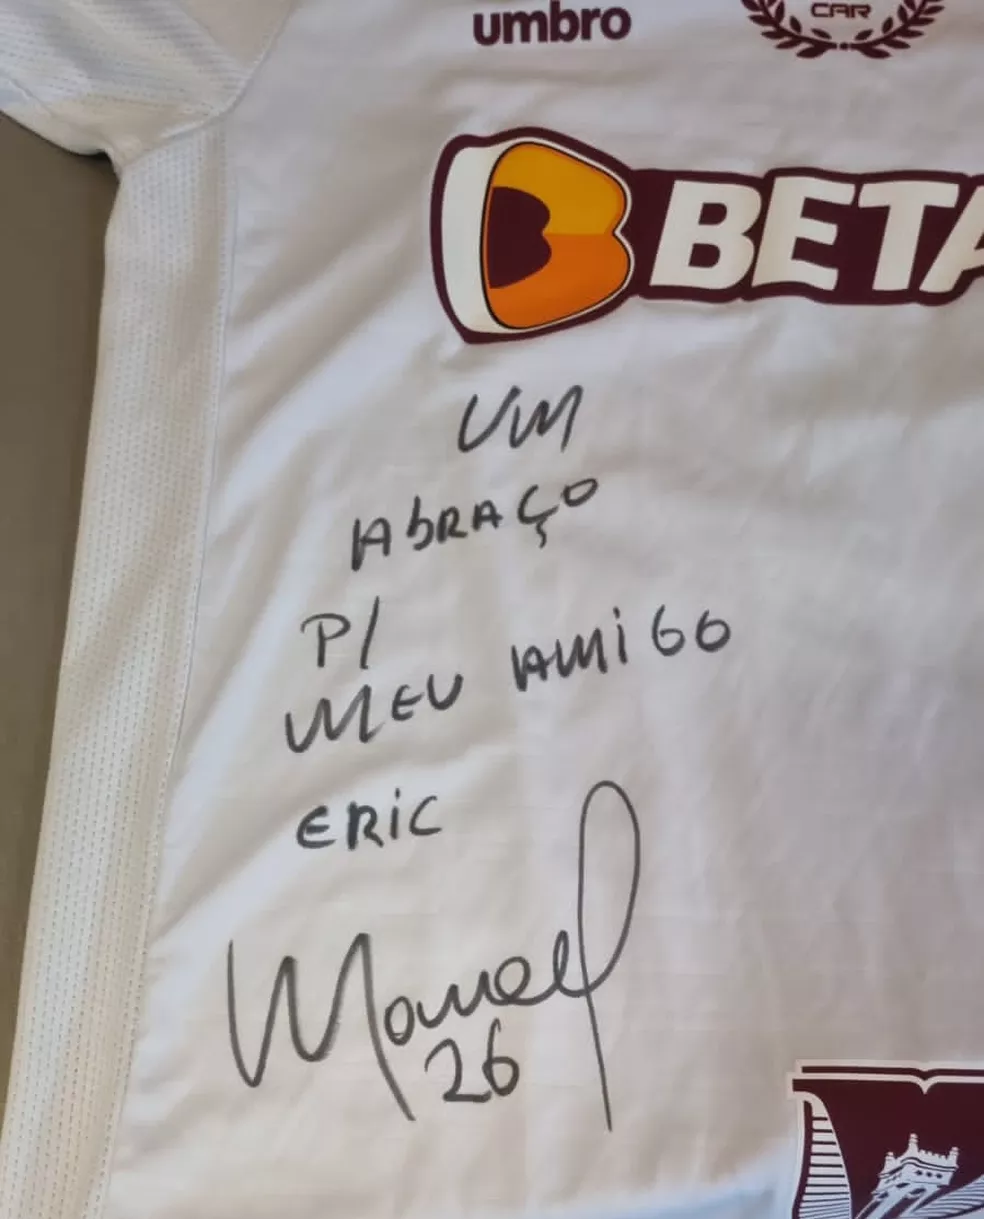 umbro
CAR
BETA
UM
AbRAÇO
P/
MEU AMIGO
ERiC
Manoel
26